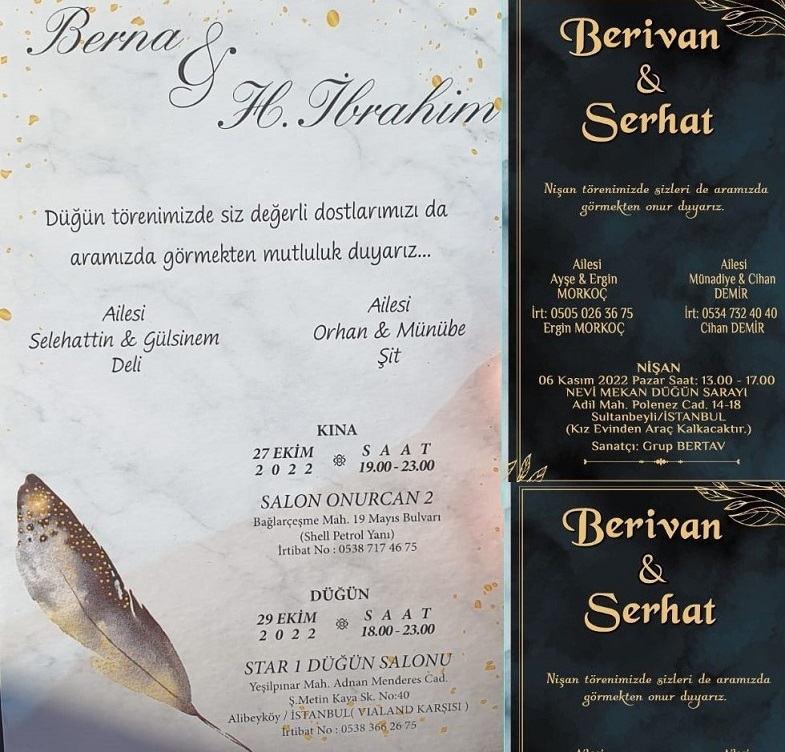 Berna
&
H. İbrahim
Düğün törenimizde siz değerli dostlarımızı da
aramızda görmekten mutluluk duyarız...
Ailesi
Selehattin & Gülsinem
Deli
Ailesi
Orhan & Münübe
Şit
KINA
27 EKİM SAAT
2022 19.00 - 23.00
SALON ONURCAN 2
Bağlarçeşme Mah. 19 Mayıs Bulvarı
(Shell Petrol Yanı)
İrtibat No : 0538 717 46 75
DÜĞÜN
29 EKİM SAAT
2022 18.00 - 23.00
STAR 1 DÜĞÜN SALONU
Yeşilpınar Mah. Adnan Menderes Cad.
Ş.Metin Kaya Sk. No:40
Alibeyköy / İSTANBUL( VIALAND KARŞISI )
İrtibat No : 0538 366 26 75
Berivan
&
Serhat
Nişan törenimizde sizleri de aramızda
görmekten onur duyarız.
Ailesi
Ayşe & Ergin
MORKOÇ
İrt: 0505 026 36 75
Ergin MORKOÇ
Ailesi
Münadiye & Cihan
DEMİR
İrt: 0534 732 40 40
Cihan DEMİR
NİŞAN
06 Kasım 2022 Pazar Saat: 13.00 - 17.00
NEVİ MEKAN DÜĞÜN SARAYI
Adil Mah. Polenez Cad. 14-18
Sultanbeyli/İSTANBUL
(Kız Evinden Araç Kalkacaktır.)
Sanatçı: Grup BERTAV
Berivan
&
Serhat
Nişan törenimizde sizleri de aramızda
görmekten onur duyarız.